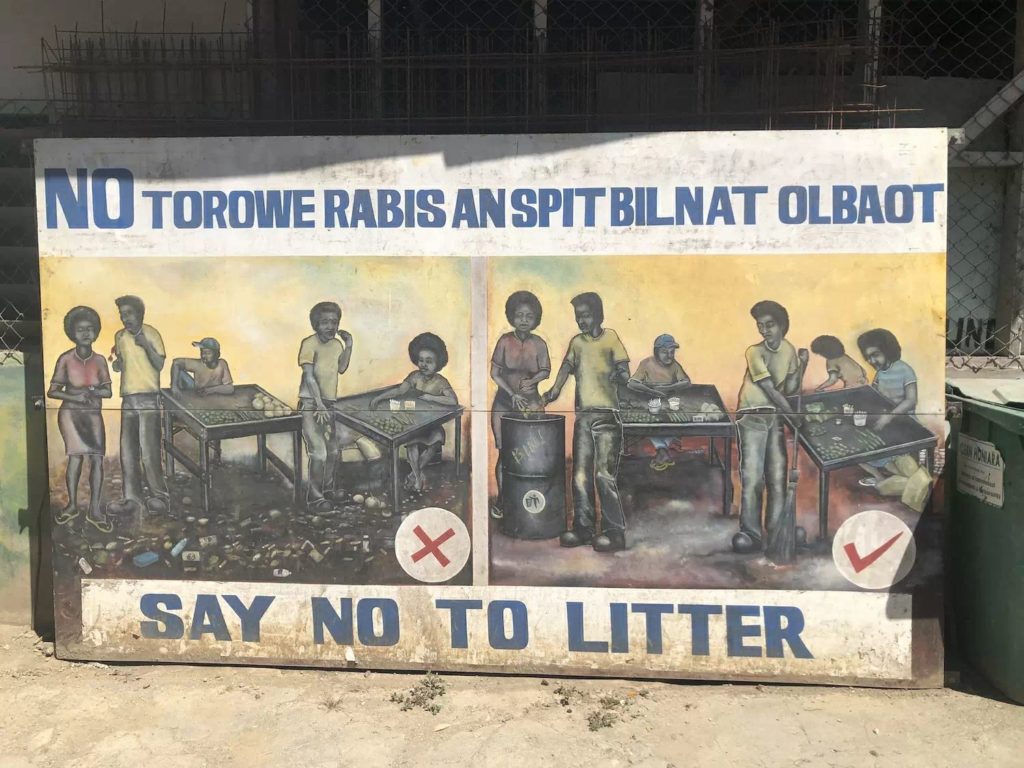 NO TOROWE RABIS AN SPIT BILNAT OLBAOT
SAY NO TO LITTER